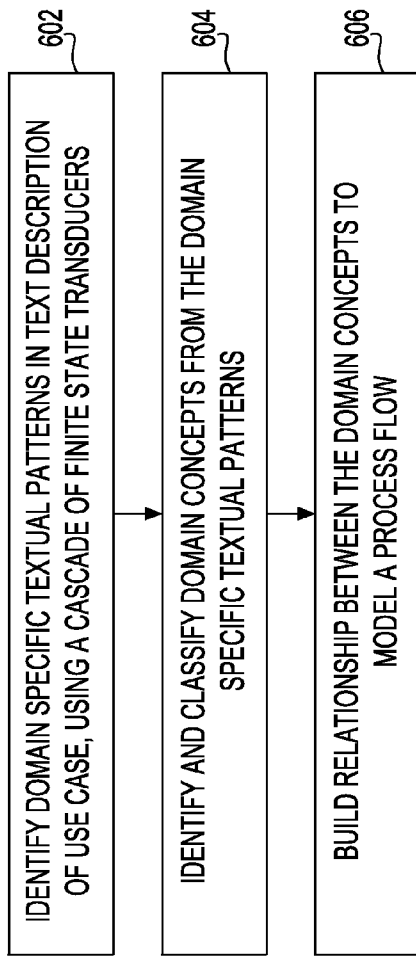 602
IDENTIFY DOMAIN SPECIFIC TEXTUAL PATTERNS IN TEXT DESCRIPTION
OF USE CASE, USING A CASCADE OF FINITE STATE TRANSDUCERS
604
IDENTIFY AND CLASSIFY DOMAIN CONCEPTS FROM THE DOMAIN
SPECIFIC TEXTUAL PATTERNS
606
BUILD RELATIONSHIP BETWEEN THE DOMAIN CONCEPTS TO
MODEL A PROCESS FLOW